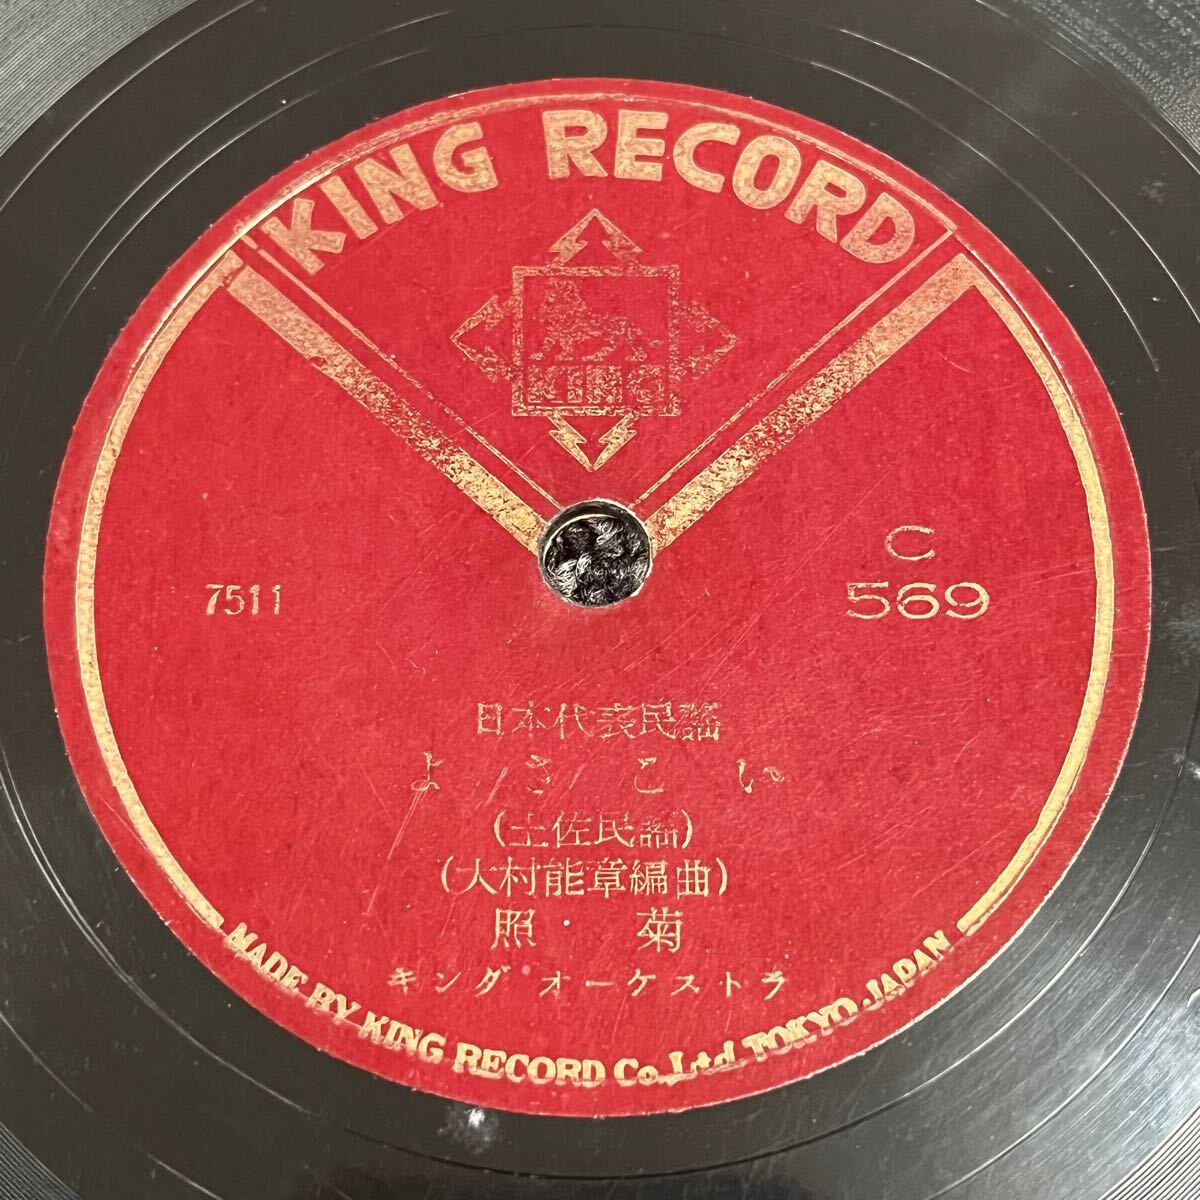 KING RECORD
KING
C
569
7511
日本代表民謡
よさこい
(土佐民謡)
(大村能章編曲)
照・菊
キングオーケストラ
MADE BY KING RECORD Co., Ltd. TOKYO JAPAN